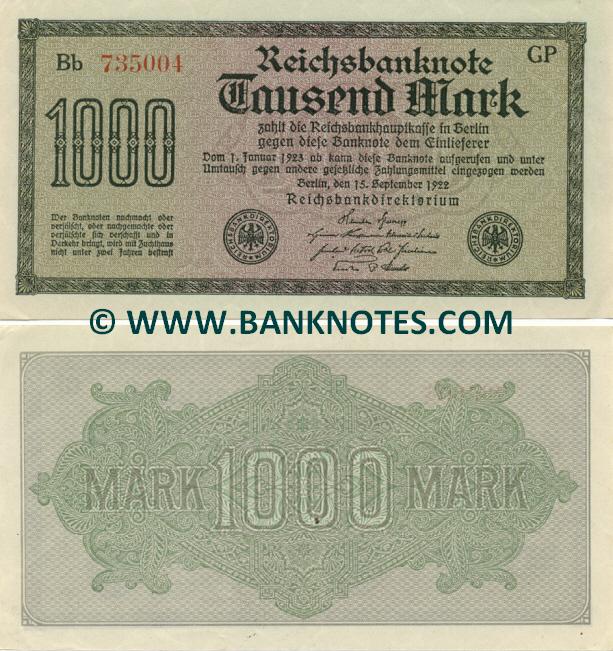 Bb 735004
GP
Reichsbanknote
Tausend Mark
1000
zahlt die Reichsbankhauptkasse in Berlin
gegen diese Banknote dem Einlieferer
Vom 1. Januar 1923 ab kann diese Banknote aufgerufen und unter
Umtausch gegen andere gesetzliche Zahlungsmittel eingezogen werden
Berlin, den 15. September 1922
Reichsbankdirektorium
Wer Banknoten nachmacht oder
verfälscht, oder nachgemachte oder
verfälschte sich verschafft und in
Verkehr bringt, wird mit Zuchthaus
nicht unter zwei Jahren bestraft
REICHSBANKDIREKTORIUM
REICHSBANKDIREKTORIUM
© WWW.BANKNOTES.COM
MARK 1000 MARK